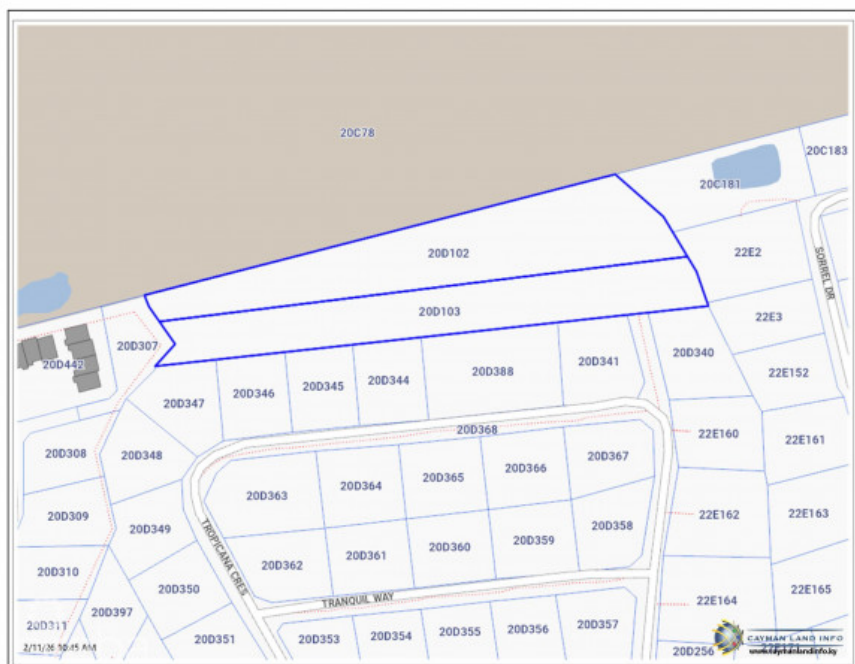 20C78
20C183
20C181
20D102
22E2
SORREL DR
20D103
22E3
20D307
20D442
20D340
22E152
20D347
20D346
20D345
20D344
20D388
20D341
20D368
22E160
22E161
20D308
20D348
20D363
20D364
20D365
20D366
20D367
20D309
20D349
TROPICANA CRES
22E162
22E163
20D358
20D362
20D361
20D360
20D359
20D310
20D350
TRANQUIL WAY
22E164
22E165
20D311
20D397
20D351
20D353
20D354
20D355
20D356
20D357
20D256
CAYMAN LAND INFO
www.caymanlandinfo.ky